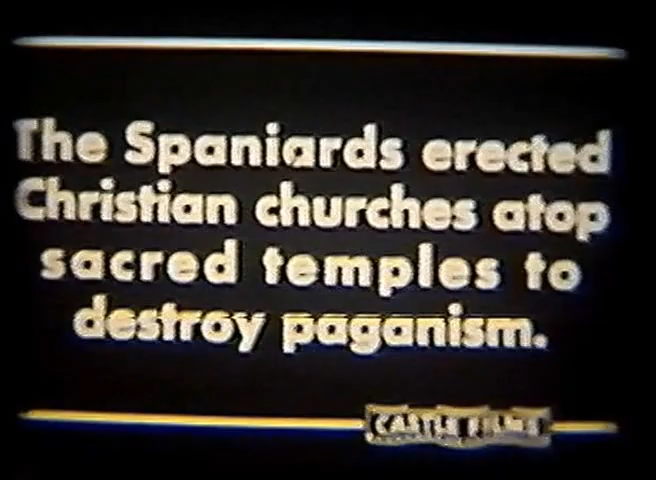 The Spaniards erected
Christian churches atop
sacred temples to
destroy paganism.
CASTLE FILMS